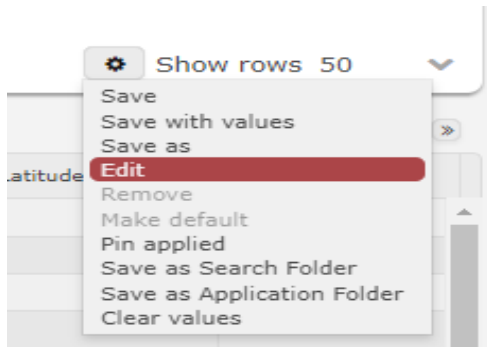 Show rows 50
Save
Save with values
Save as
Latitude
Edit
Remove
Make default
Pin applied
Save as Search Folder
Save as Application Folder
Clear values